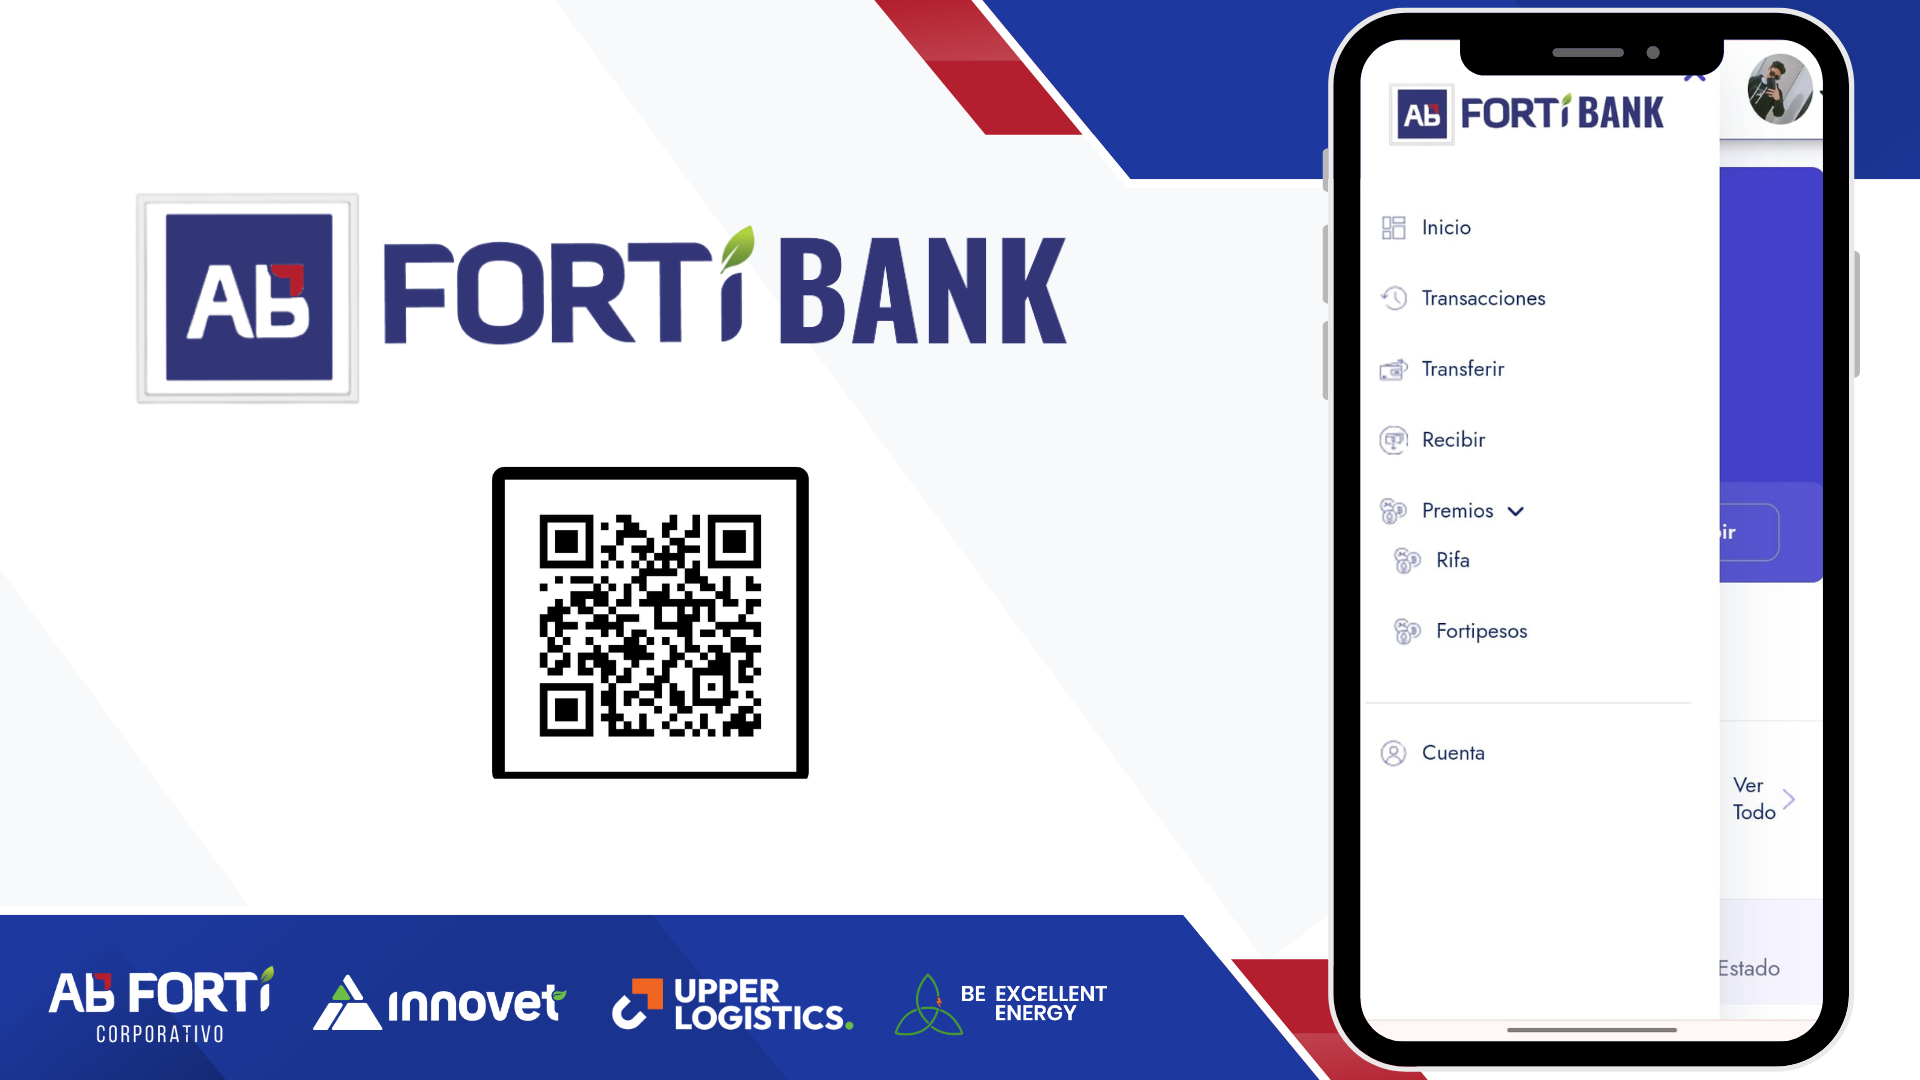 Ab FORTi BANK
Ab FORTi
CORPORATIVO
ınnovet
UPPER
LOGISTICS.
BE EXCELLENT
ENERGY
Ab FORTi BANK
Inicio
Transacciones
Transferir
Recibir
Premios
Rifa
Fortipesos
Cuenta
ir
Ver
Todo
Estado